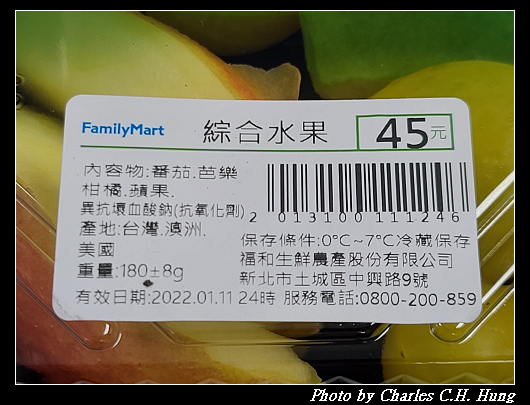 FamilyMart 綜合水果 45元
內容物:蕃茄.芭樂
柑橘.蘋果.
異抗壞血酸鈉(抗氧化劑)
產地:台灣.澳洲.
美國
重量:180±8g
2 013100 111246
保存條件:0°C~7°C冷藏保存
福和生鮮農產股份有限公司
新北市土城區中興路9號
有效日期:2022.01.11 24時 服務電話:0800-200-859
Photo by Charles C.H. Hung